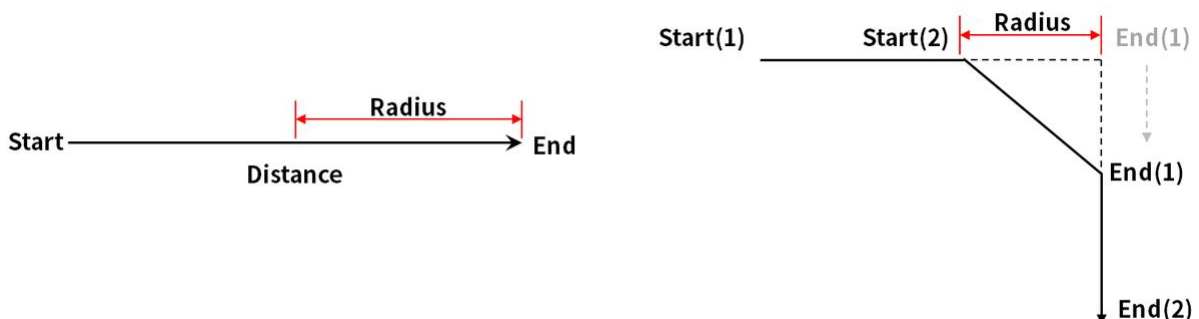 Radius
Start
End
Distance
Start(1)
Start(2)
Radius
End(1)
End(1)
End(2)